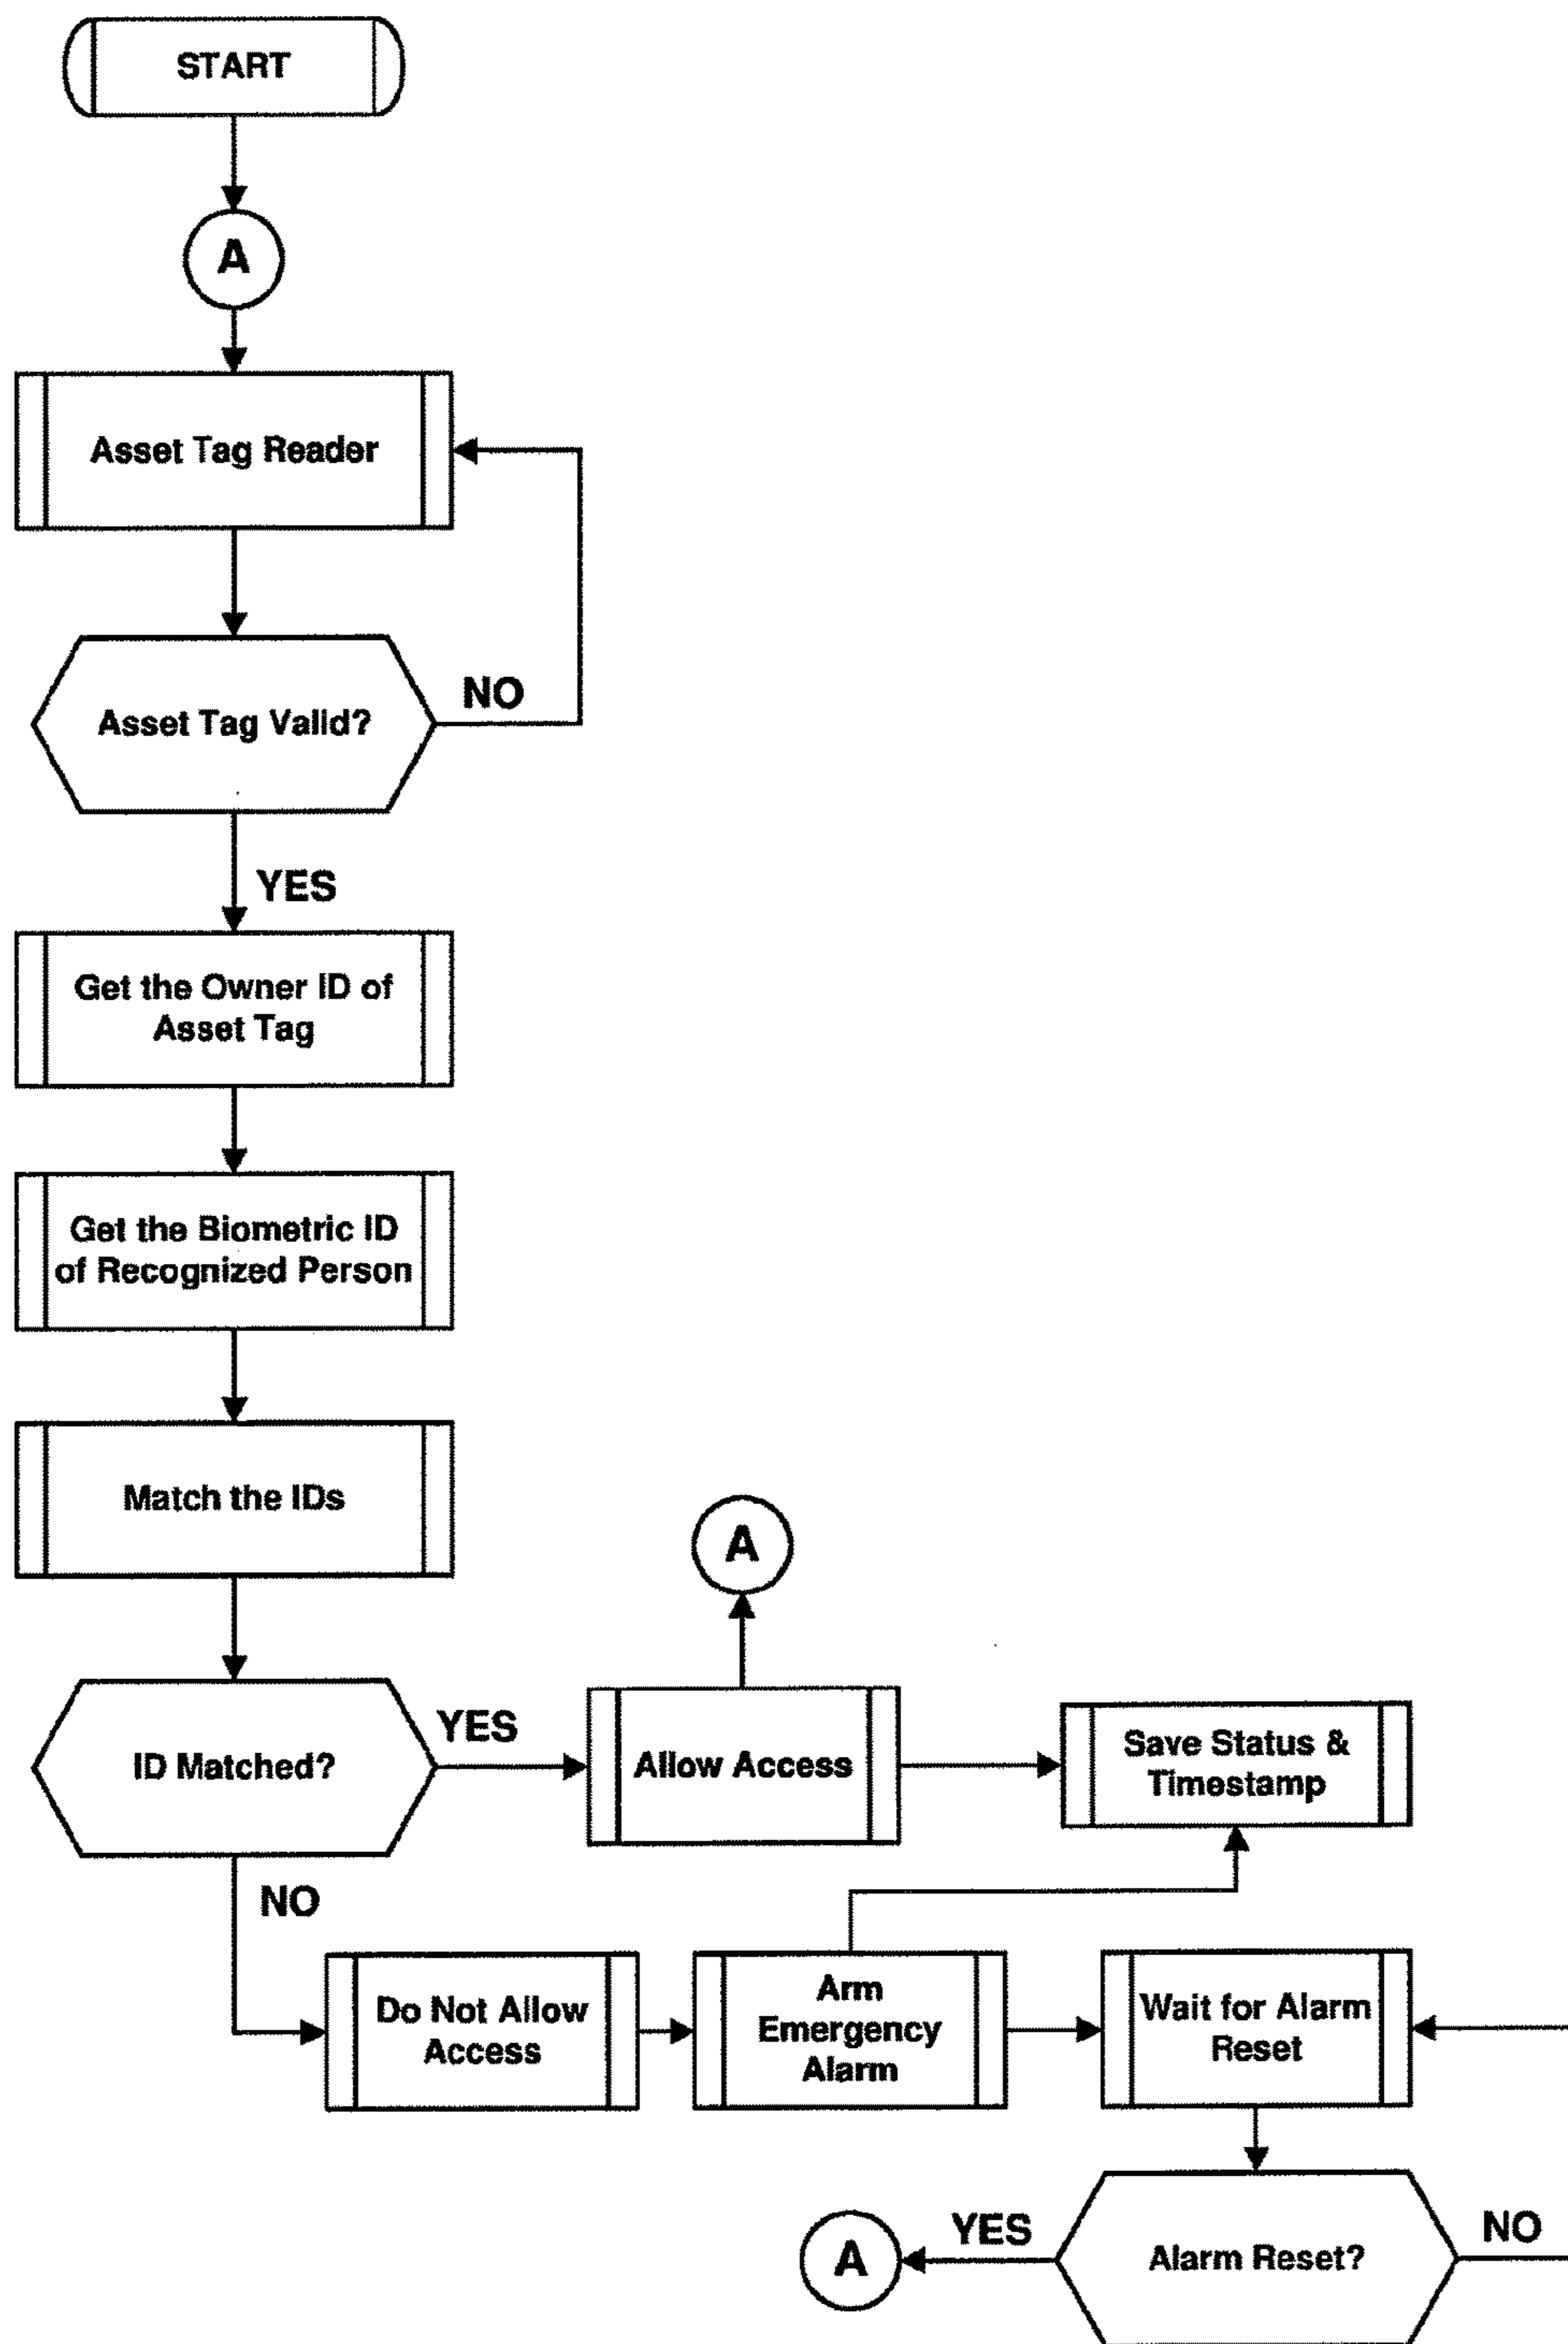 START
A
Asset Tag Reader
Asset Tag Valid?
NO
YES
Get the Owner ID of
Asset Tag
Get the Biometric ID
of Recognized Person
Match the IDs
A
ID Matched?
YES
Allow Access
Save Status &
Timestamp
NO
Do Not Allow
Access
Arm
Emergency
Alarm
Wait for Alarm
Reset
A
YES
Alarm Reset?
NO